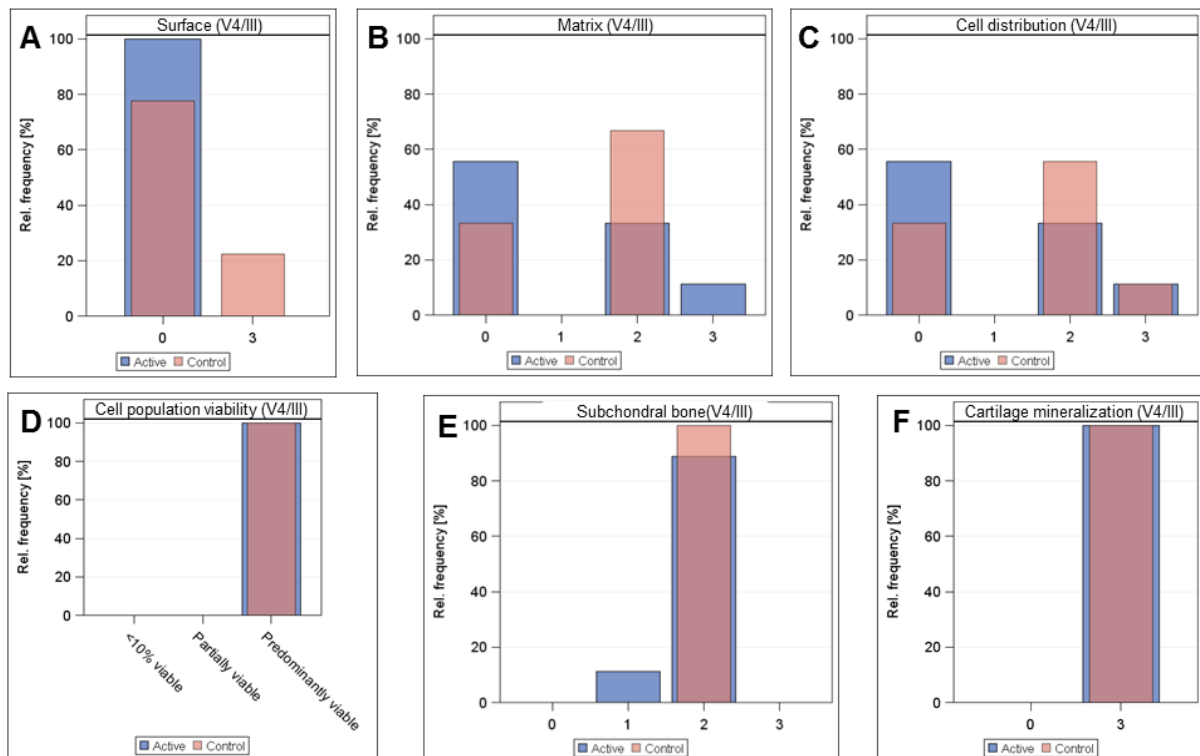 A
Surface (V4/III)
Rel. frequency [%]
100
80
60
40
20
0
0 3
Active Control
B
Matrix (V4/III)
Rel. frequency [%]
100
80
60
40
20
0
0 1 2 3
Active Control
C
Cell distribution (V4/III)
Rel. frequency [%]
100
80
60
40
20
0
0 1 2 3
Active Control
D
Cell population viability (V4/III)
Rel. frequency [%]
100
80
60
40
20
0
<10% viable
Partially viable
Predominantly viable
Active Control
E
Subchondral bone(V4/III)
Rel. frequency [%]
100
80
60
40
20
0
0 1 2 3
Active Control
F
Cartilage mineralization (V4/III)
Rel. frequency [%]
100
80
60
40
20
0
0 3
Active Control